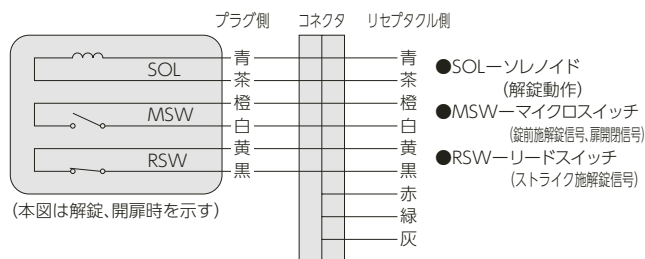 プラグ側 コネクタ リセプタクル側
SOL
青 青
茶 茶
MSW
橙 橙
白 白
RSW
黄 黄
黒 黒
赤
緑
灰
(本図は解錠、開扉時を示す)
●SOLーソレノイド
(解錠動作)
●MSWーマイクロスイッチ
(錠前施解錠信号、扉開閉信号)
●RSWーリードスイッチ
(ストライク施解錠信号)